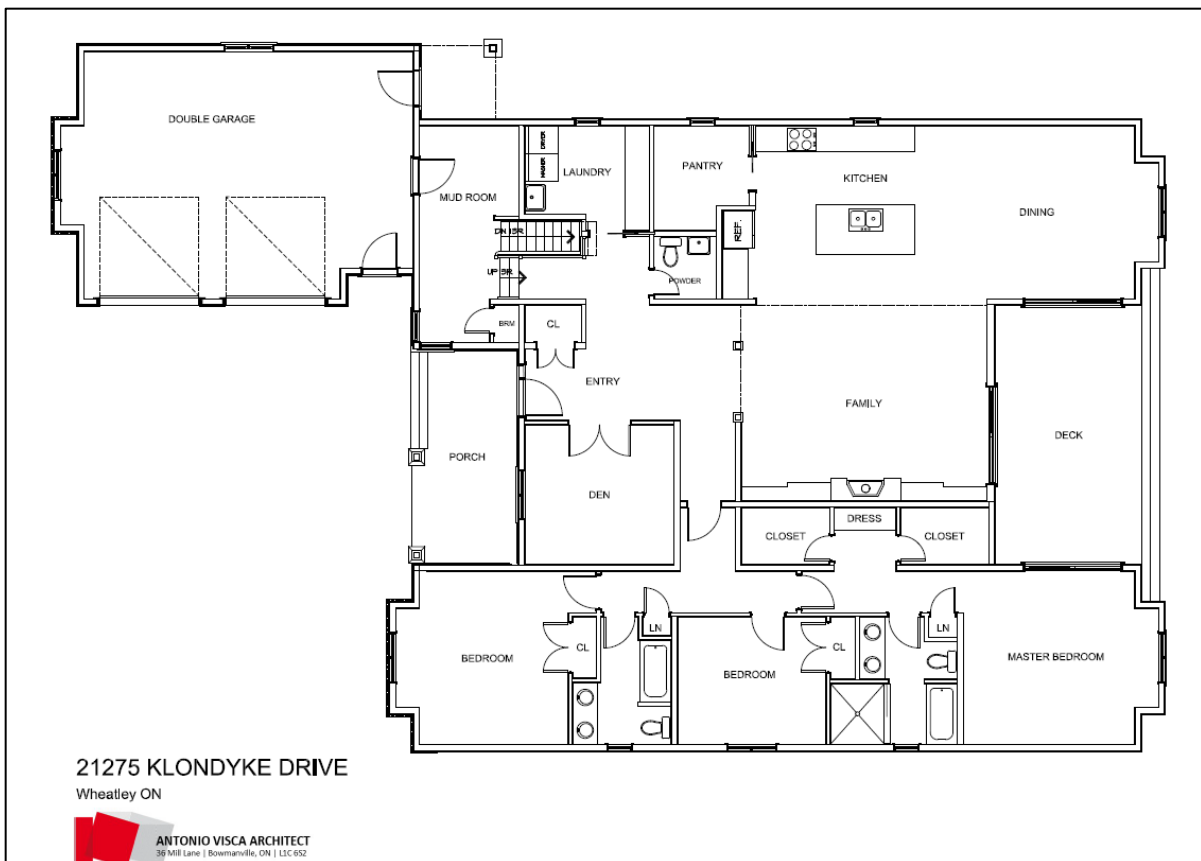 DOUBLE GARAGE
MUD ROOM
DRYER
WASHER
LAUNDRY
PANTRY
KITCHEN
DINING
REF.
UP
POWDER
BRM
CL
ENTRY
FAMILY
DECK
PORCH
DEN
CLOSET
DRESS
CLOSET
LN
LN
BEDROOM
CL
BEDROOM
CL
MASTER BEDROOM
21275 KLONDYKE DRIVE
Wheatley ON
ANTONIO VISCA ARCHITECT
36 Mill Lane | Bowmanville, ON | L1C 6S2